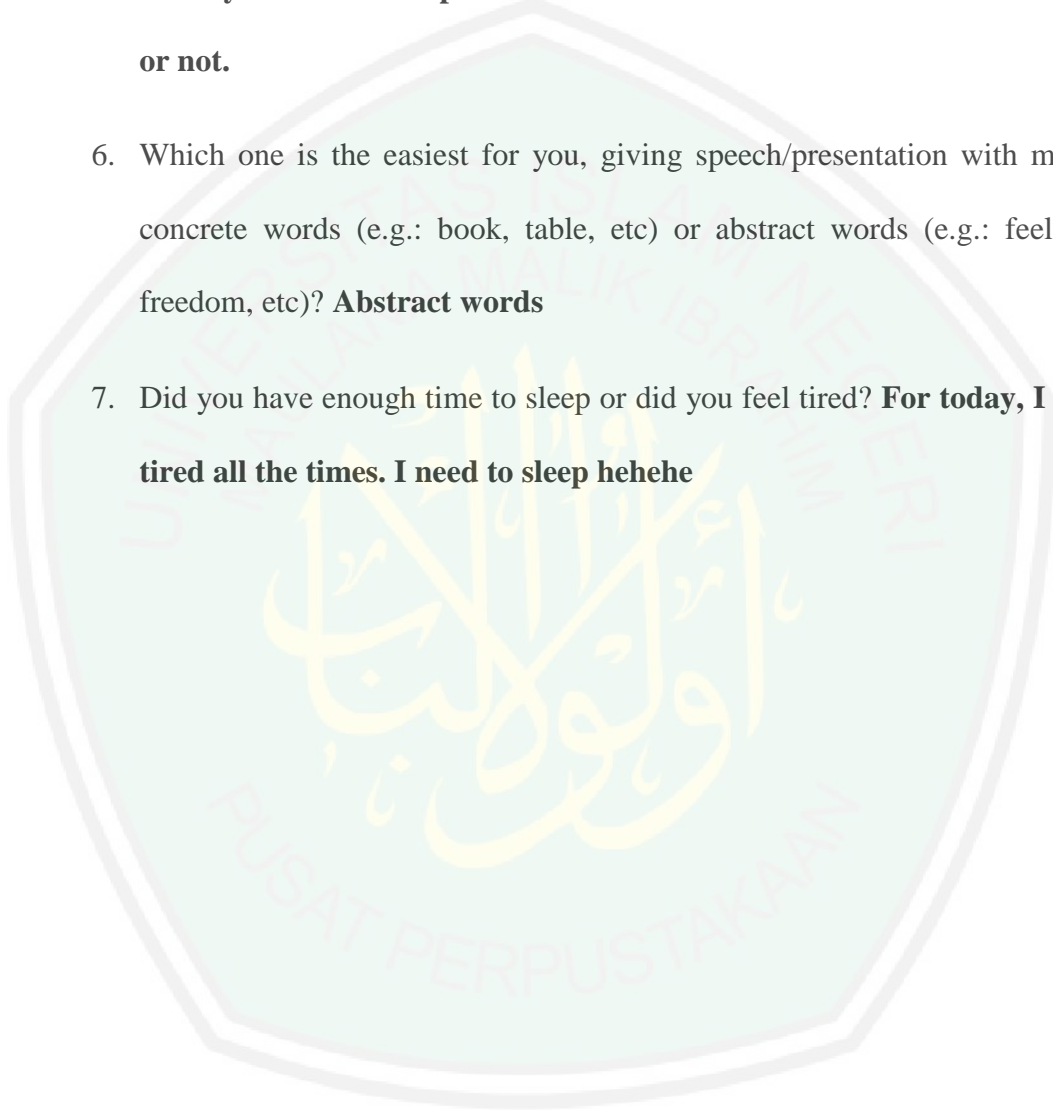 or not.
6. Which one is the easiest for you, giving speech/presentation with
concrete words (e.g.: book, table, etc) or abstract words (e.g.: feel
freedom, etc)? Abstract words
7. Did you have enough time to sleep or did you feel tired? For today, I
tired all the times. I need to sleep hehehe
UNIVERSITAS ISLAM NEGERI
MAULANA MALIK IBRAHIM
أولوا الألباب
PUSAT PERPUSTAKAAN